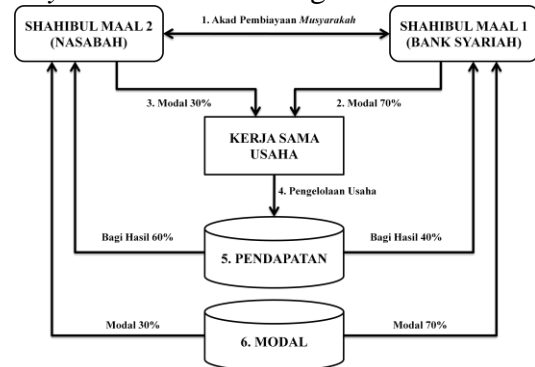 1. Akad Pembiayaan Musyarakah
SHAHIBUL MAAL 2
(NASABAH)
SHAHIBUL MAAL 1
(BANK SYARIAH)
3. Modal 30%
2. Modal 70%
KERJA SAMA
USAHA
4. Pengelolaan Usaha
Bagi Hasil 60%
Bagi Hasil 40%
5. PENDAPATAN
Modal 30%
Modal 70%
6. MODAL